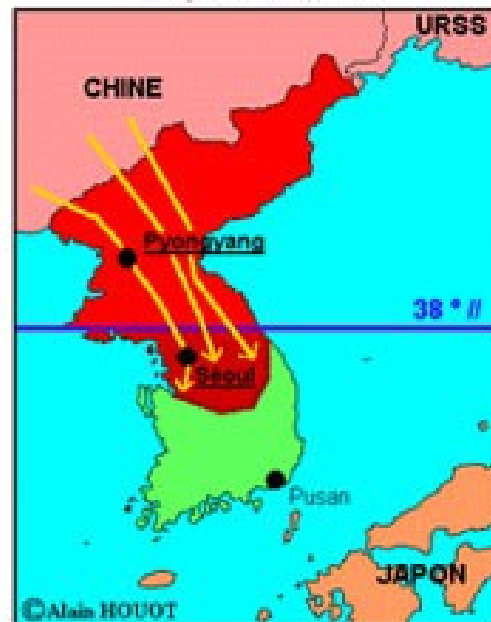 URSS
CHINE
Pyongyang
38 ° //
Séoul
Pusan
JAPON
©Alain HOUOT